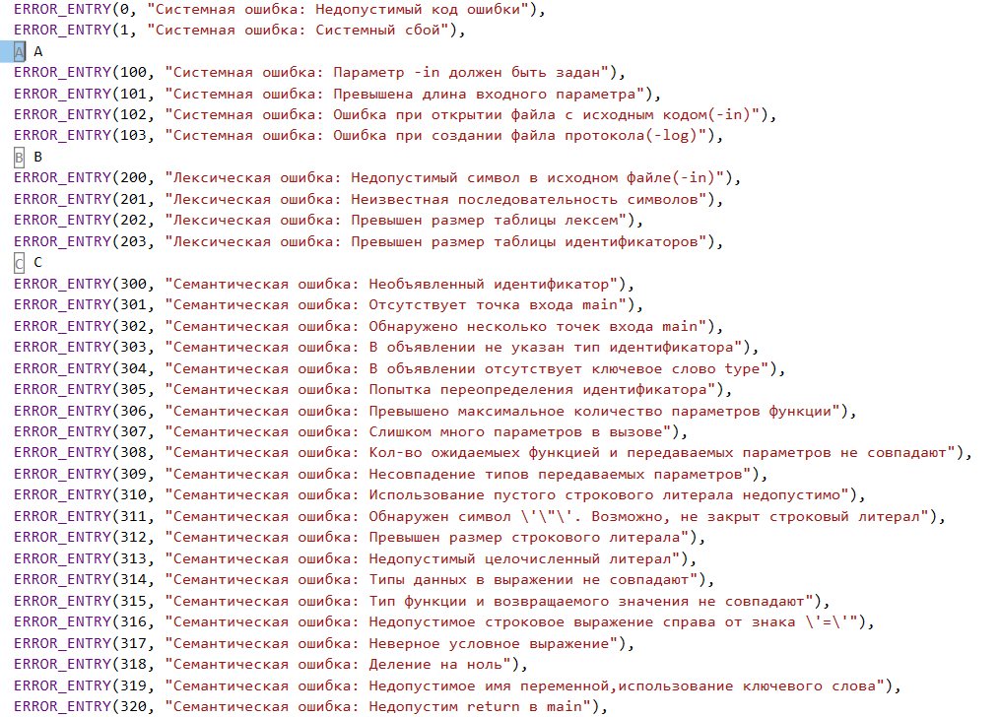 ERROR_ENTRY(0, "Системная ошибка: Недопустимый код ошибки"),
ERROR_ENTRY(1, "Системная ошибка: Системный сбой"),
A A
ERROR_ENTRY(100, "Системная ошибка: Параметр -in должен быть задан"),
ERROR_ENTRY(101, "Системная ошибка: Превышена длина входного параметра"),
ERROR_ENTRY(102, "Системная ошибка: Ошибка при открытии файла с исходным кодом(-in)"),
ERROR_ENTRY(103, "Системная ошибка: Ошибка при создании файла протокола(-log)"),
B B
ERROR_ENTRY(200, "Лексическая ошибка: Недопустимый символ в исходном файле(-in)"),
ERROR_ENTRY(201, "Лексическая ошибка: Неизвестная последовательность символов"),
ERROR_ENTRY(202, "Лексическая ошибка: Превышен размер таблицы лексем"),
ERROR_ENTRY(203, "Лексическая ошибка: Превышен размер таблицы идентификаторов"),
C C
ERROR_ENTRY(300, "Семантическая ошибка: Необъявленный идентификатор"),
ERROR_ENTRY(301, "Семантическая ошибка: Отсутствует точка входа main"),
ERROR_ENTRY(302, "Семантическая ошибка: Обнаружено несколько точек входа main"),
ERROR_ENTRY(303, "Семантическая ошибка: В объявлении не указан тип идентификатора"),
ERROR_ENTRY(304, "Семантическая ошибка: В объявлении отсутствует ключевое слово type"),
ERROR_ENTRY(305, "Семантическая ошибка: Попытка переопределения идентификатора"),
ERROR_ENTRY(306, "Семантическая ошибка: Превышено максимальное количество параметров функции"),
ERROR_ENTRY(307, "Семантическая ошибка: Слишком много параметров в вызове"),
ERROR_ENTRY(308, "Семантическая ошибка: Кол-во ожидаемыех функцией и передаваемых параметров не совпадают"),
ERROR_ENTRY(309, "Семантическая ошибка: Несовпадение типов передаваемых параметров"),
ERROR_ENTRY(310, "Семантическая ошибка: Использование пустого строкового литерала недопустимо"),
ERROR_ENTRY(311, "Семантическая ошибка: Обнаружен символ \'\"\'. Возможно, не закрыт строковый литерал"),
ERROR_ENTRY(312, "Семантическая ошибка: Превышен размер строкового литерала"),
ERROR_ENTRY(313, "Семантическая ошибка: Недопустимый целочисленный литерал"),
ERROR_ENTRY(314, "Семантическая ошибка: Типы данных в выражении не совпадают"),
ERROR_ENTRY(315, "Семантическая ошибка: Тип функции и возвращаемого значения не совпадают"),
ERROR_ENTRY(316, "Семантическая ошибка: Недопустимое строковое выражение справа от знака \'=\'"),
ERROR_ENTRY(317, "Семантическая ошибка: Неверное условное выражение"),
ERROR_ENTRY(318, "Семантическая ошибка: Деление на ноль"),
ERROR_ENTRY(319, "Семантическая ошибка: Недопустимое имя переменной,использование ключевого слова"),
ERROR_ENTRY(320, "Семантическая ошибка: Недопустим return в main"),